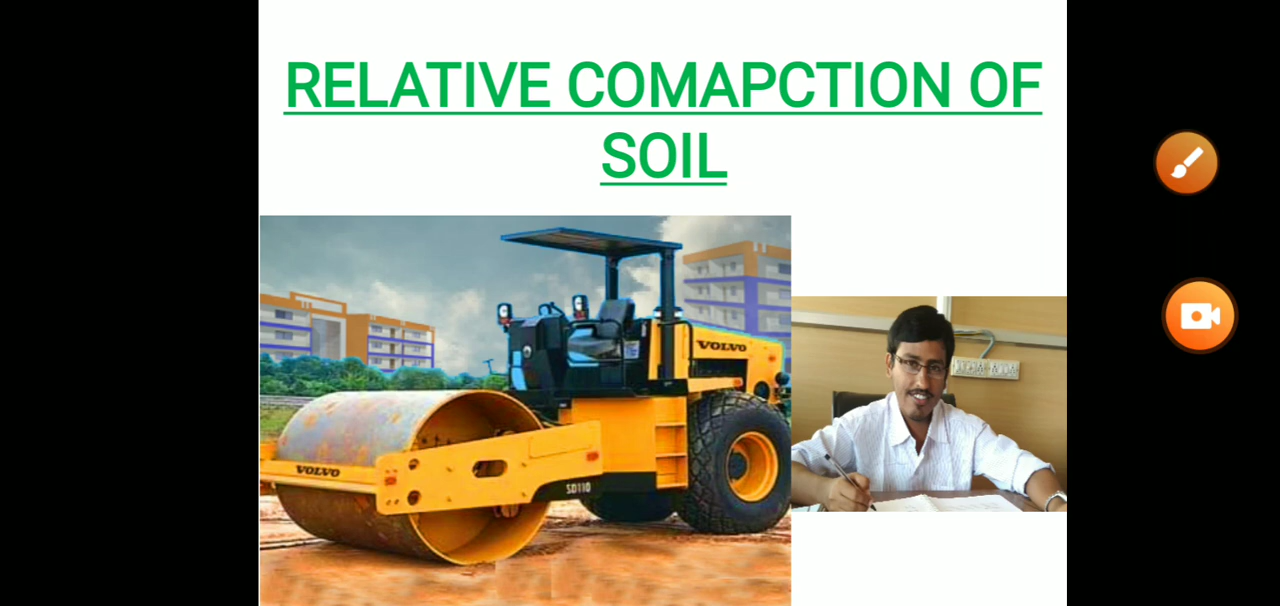 RELATIVE COMAPCTION OF
SOIL
VOLVO
VOLVO
SD110